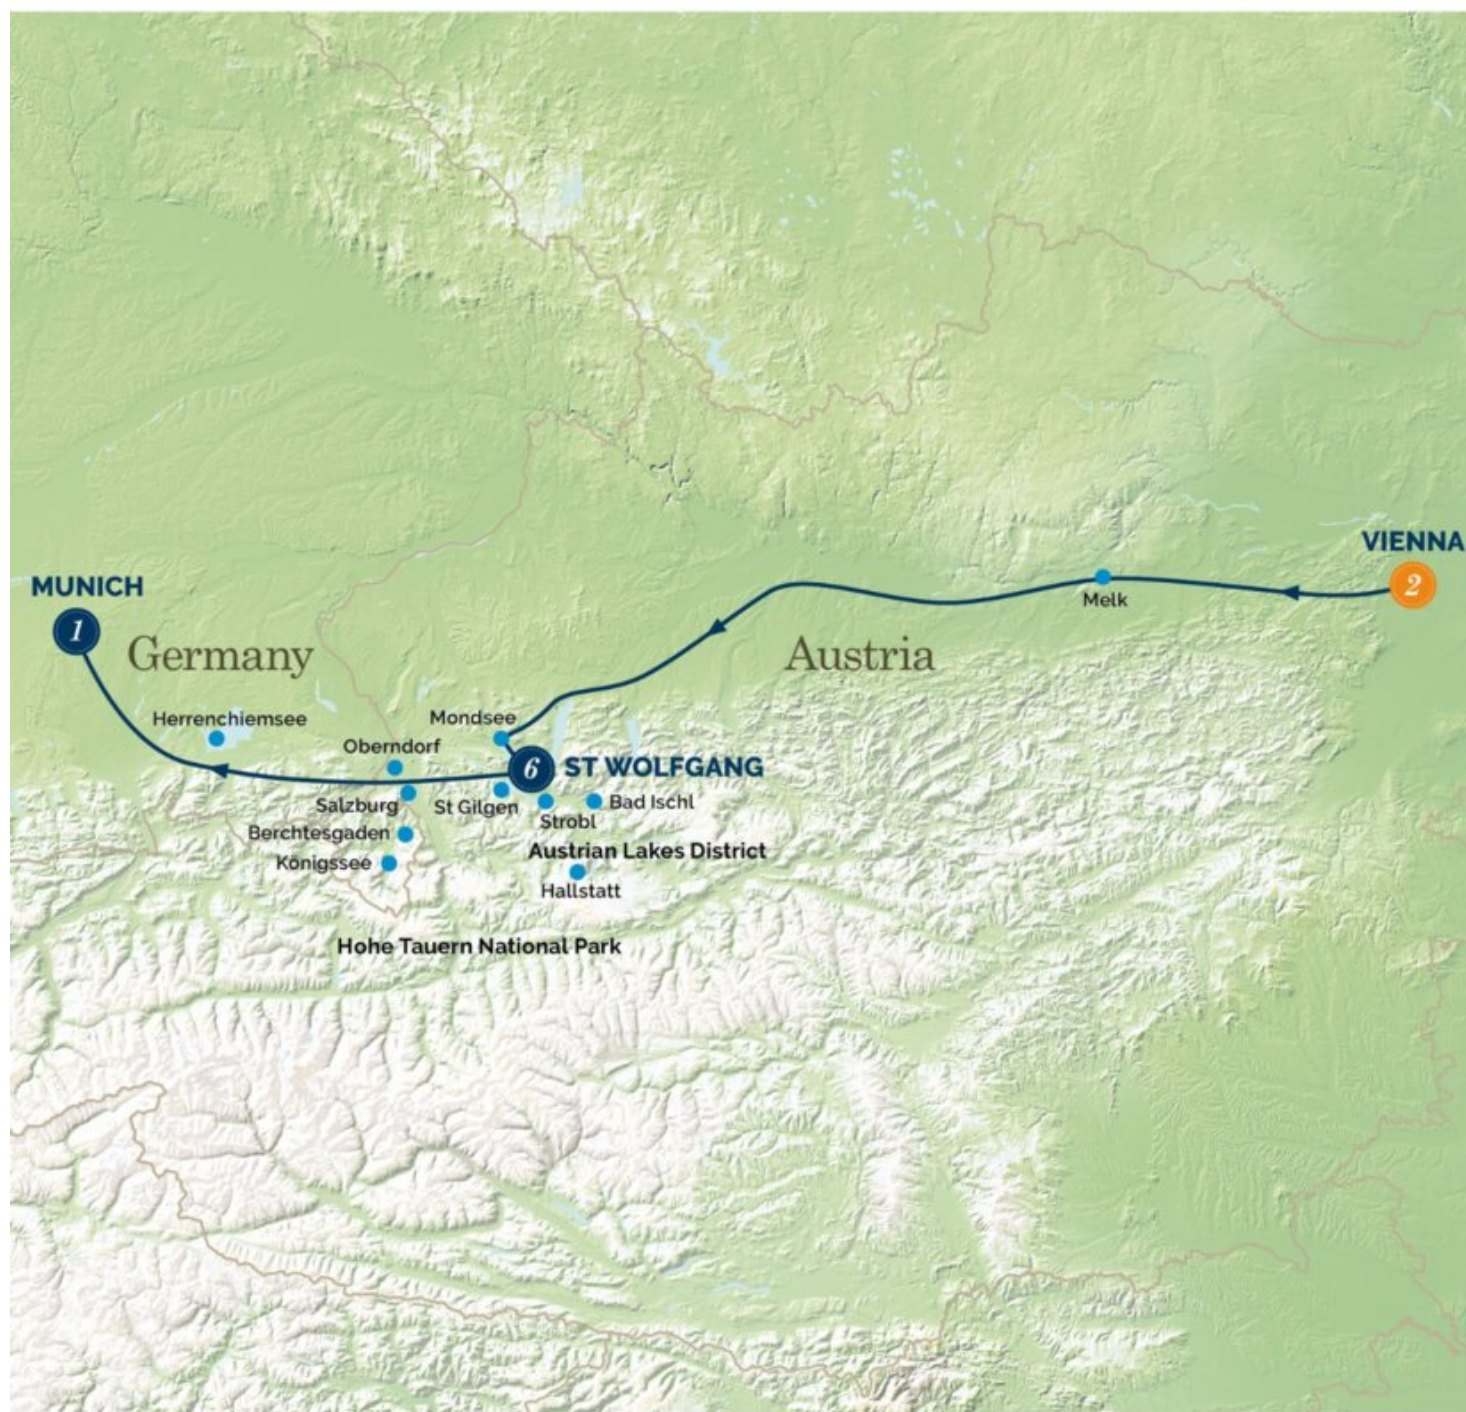 VIENNA
2
MUNICH
1
Melk
Germany
Austria
Herrenchiemsee
Mondsee
Oberndorf
6
ST WOLFGANG
Salzburg
St Gilgen
Bad Ischl
Strobl
Berchtesgaden
Austrian Lakes District
Königssee
Hallstatt
Hohe Tauern National Park